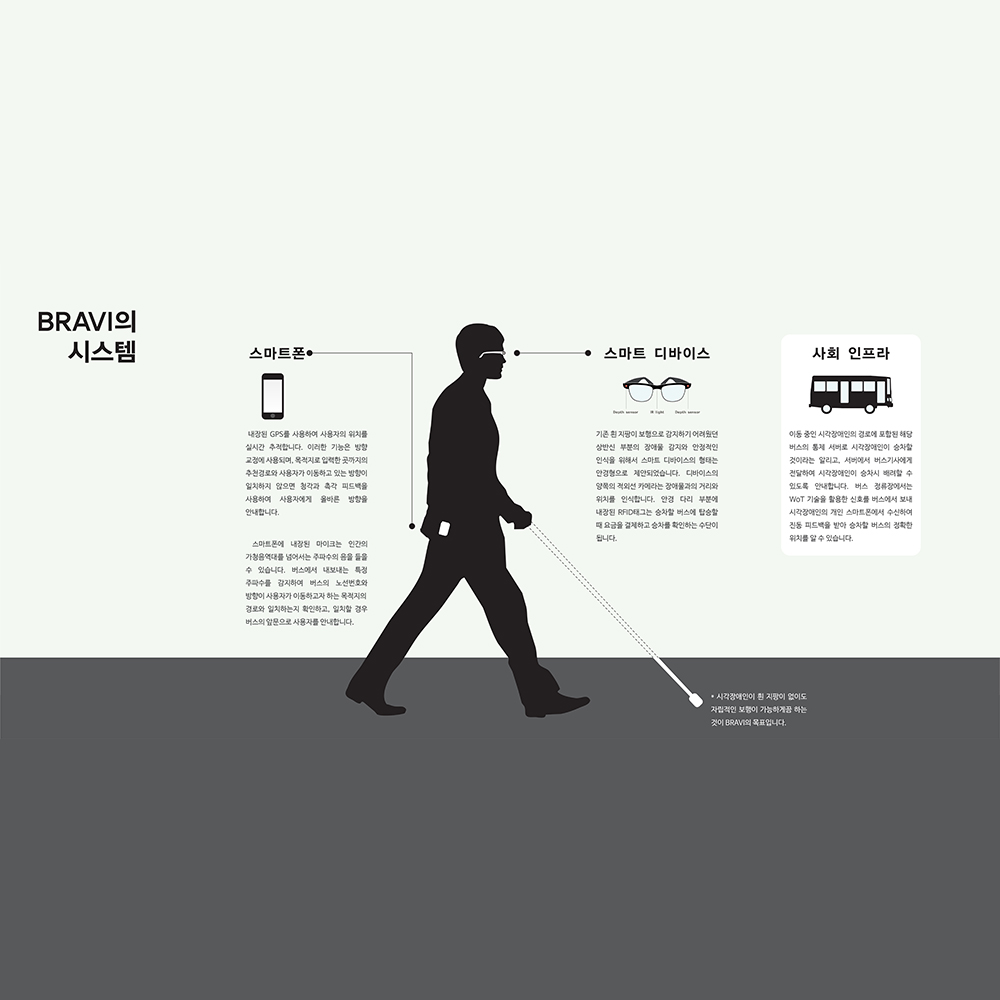 BRAVI의
시스템
스마트폰
내장된 GPS를 사용하여 사용자의 위치를
실시간 추적합니다. 이러한 기능은 방향
교정에 사용되며, 목적지로 입력한 곳까지의
추천경로와 사용자가 이동하고 있는 방향이
일치하지 않으면 청각과 촉각 피드백을
사용하여 사용자에게 올바른 방향을
안내합니다.
스마트폰에 내장된 마이크는 인간의
가청음역대를 넘어서는 주파수의 음을 들을
수 있습니다. 버스에서 내보내는 특정
주파수를 감지하여 버스의 노선번호와
방향이 사용자가 이동하고자 하는 목적지의
경로와 일치하는지 확인하고, 일치할 경우
버스의 앞문으로 사용자를 안내합니다.
스마트 디바이스
Depth sensor IR light Depth sensor
기존 흰 지팡이 보행으로 감지하기 어려웠던
상반신 부분의 장애물 감지와 안정적인
인식을 위해서 스마트 디바이스의 형태는
안경형으로 제안되었습니다. 디바이스의
양쪽의 적외선 카메라는 장애물과의 거리와
위치를 인식합니다. 안경 다리 부분에
내장된 RFID태그는 승차할 버스에 탑승할
때 요금을 결제하고 승차를 확인하는 수단이
됩니다.
사회 인프라
이동 중인 시각장애인의 경로에 포함된 해당
버스의 통제 서버로 시각장애인이 승차할
것이라는 알리고, 서버에서 버스기사에게
전달하여 시각장애인이 승차시 배려할 수
있도록 안내합니다. 버스 정류장에서는
WoT 기술을 활용한 신호를 버스에서 보내
시각장애인의 개인 스마트폰에서 수산하여
진동 피드백을 받아 승차할 버스의 정확한
위치를 알 수 있습니다.
* 시각장애인이 흰 지팡이 없이도
자립적인 보행이 가능하게끔 하는
것이 BRAVI의 목표입니다.